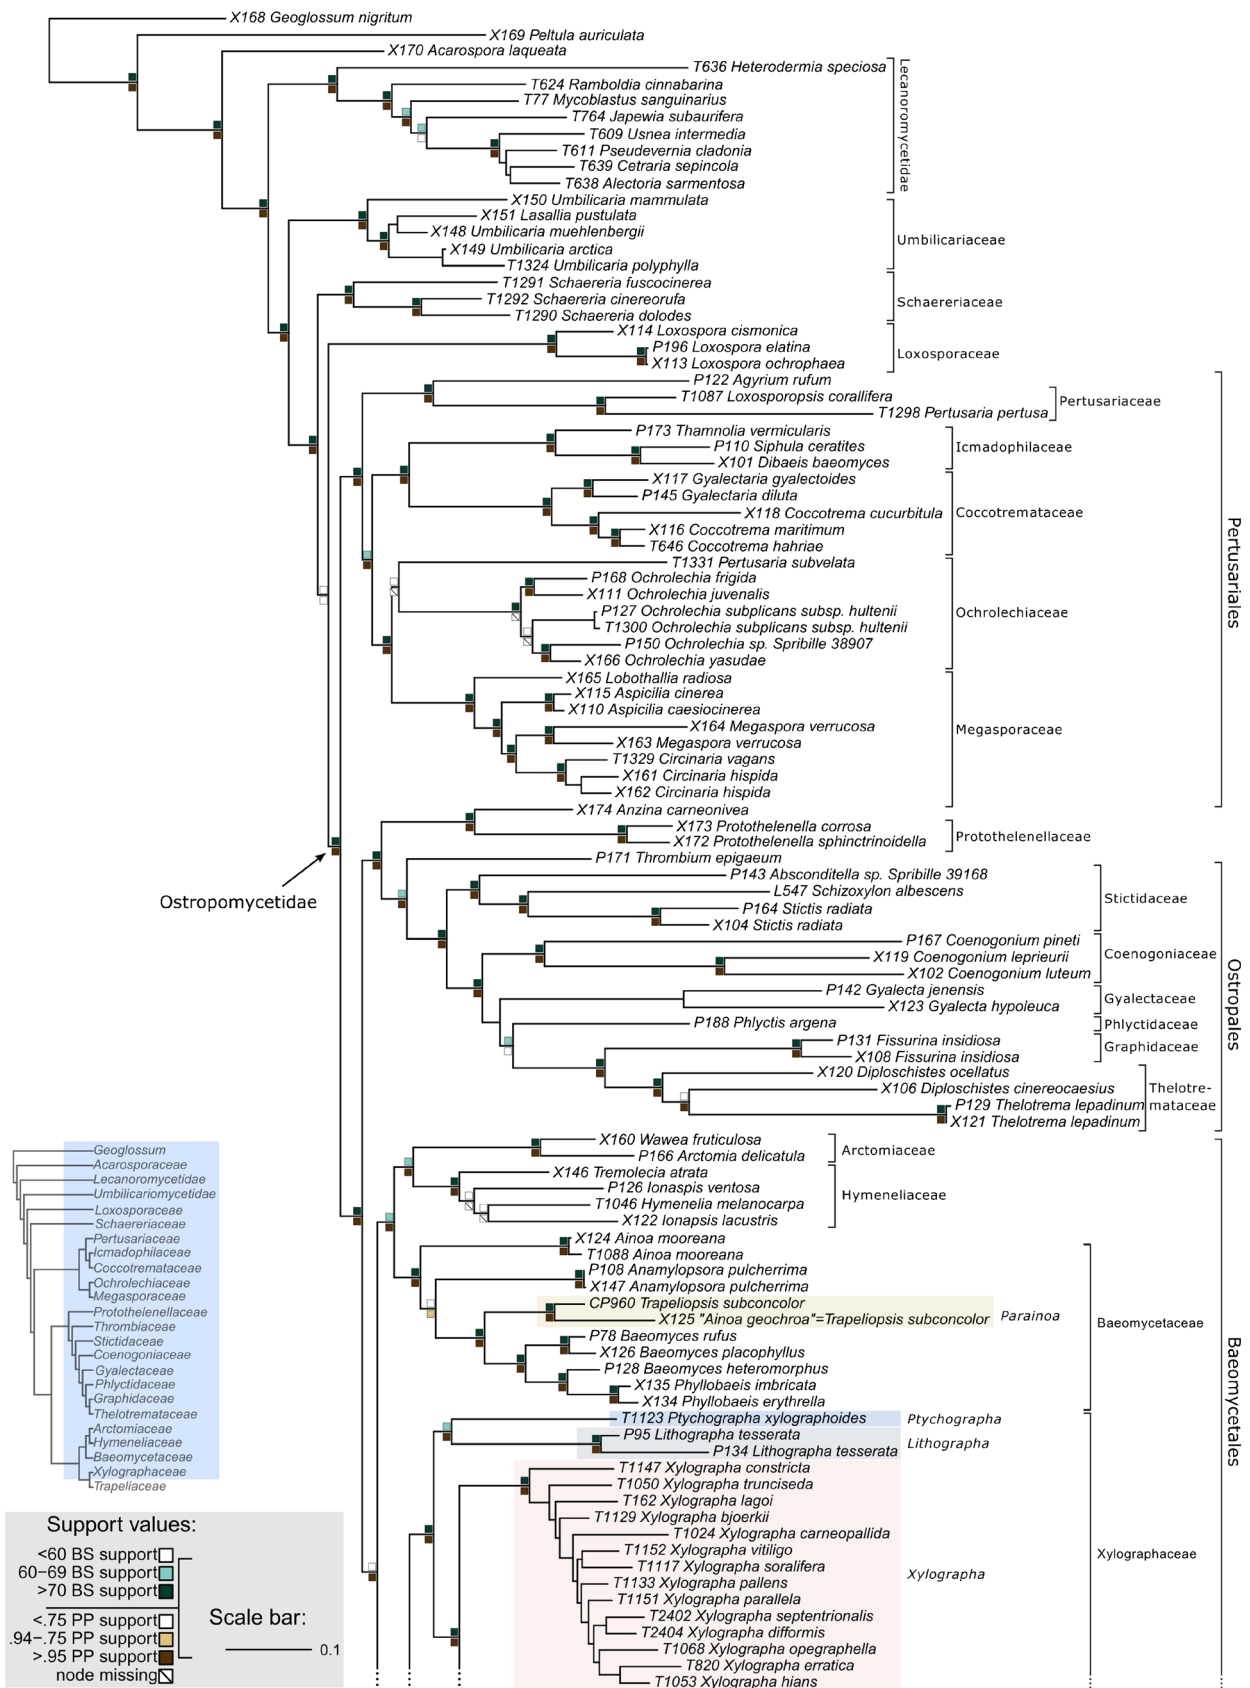 X168 Geoglossum nigritum
X169 Peltula auriculata
X170 Acarospora laqueata
T636 Heterodermia speciosa
T624 Ramboldia cinnabarina
T77 Mycoblastus sanguinarius
T764 Japewia subaurifera
T609 Usnea intermedia
T611 Pseudevernia cladonia
T639 Cetraria sepincola
T638 Alectoria sarmentosa
Lecanoromycetidae
X150 Umbilicaria mammulata
X151 Lasallia pustulata
X148 Umbilicaria muehlenbergii
X149 Umbilicaria arctica
T1324 Umbilicaria polyphylla
Umbilicariaceae
T1291 Schaereria fuscocinerea
T1292 Schaereria cinereorufa
T1290 Schaereria dolodes
Schaereriaceae
X114 Loxospora cismonica
P196 Loxospora elatina
X113 Loxospora ochrophaea
Loxosporaceae
P122 Agyrium rufum
T1087 Loxosporopsis corallifera
T1298 Pertusaria pertusa
Pertusariaceae
P173 Thamnolia vermicularis
P110 Siphula ceratites
X101 Dibaeis baeomyces
Icmadophilaceae
X117 Gyalectaria gyalectoides
P145 Gyalectaria diluta
X118 Coccotrema cucurbitula
X116 Coccotrema maritimum
T646 Coccotrema hahriae
Coccotremataceae
T1331 Pertusaria subvelata
P168 Ochrolechia frigida
X111 Ochrolechia juvenalis
P127 Ochrolechia subplicans subsp. hultenii
T1300 Ochrolechia subplicans subsp. hultenii
P150 Ochrolechia sp. Spribille 38907
X166 Ochrolechia yasudae
Ochrolechiaceae
X165 Lobothallia radiosa
X115 Aspicilia cinerea
X110 Aspicilia caesiocinerea
X164 Megaspora verrucosa
X163 Megaspora verrucosa
T1329 Circinaria vagans
X161 Circinaria hispida
X162 Circinaria hispida
Megasporaceae
Pertusariales
X174 Anzina carneonivea
X173 Protothelenella corrosa
X172 Protothelenella sphinctrinoidella
Protothelenellaceae
Ostropomycetidae
P171 Thrombium epigaeum
P143 Absconditella sp. Spribille 39168
L547 Schizoxylon albescens
P164 Stictis radiata
X104 Stictis radiata
Stictidaceae
P167 Coenogonium pineti
X119 Coenogonium leprieurii
X102 Coenogonium luteum
Coenogoniaceae
P142 Gyalecta jenensis
X123 Gyalecta hypoleuca
Gyalectaceae
P188 Phlyctis argena
Phlyctidaceae
P131 Fissurina insidiosa
X108 Fissurina insidiosa
Graphidaceae
X120 Diploschistes ocellatus
X106 Diploschistes cinereocaesius
P129 Thelotrema lepadinum
X121 Thelotrema lepadinum
Thelotre-
mataceae
Ostropales
X160 Wawea fruticulosa
P166 Arctomia delicatula
Arctomiaceae
X146 Tremolecia atrata
P126 Ionaspis ventosa
T1046 Hymenelia melanocarpa
X122 Ionapsis lacustris
Hymeneliaceae
X124 Ainoa mooreana
T1088 Ainoa mooreana
P108 Anamylopsora pulcherrima
X147 Anamylopsora pulcherrima
CP960 Trapeliopsis subconcolor
X125 "Ainoa geochroa"=Trapeliopsis subconcolor
Parainoa
P78 Baeomyces rufus
X126 Baeomyces placophyllus
P128 Baeomyces heteromorphus
X135 Phyllobaeis imbricata
X134 Phyllobaeis erythrella
Baeomycetaceae
T1123 Ptychographa xylographoides
Ptychographa
P95 Lithographa tesserata
P134 Lithographa tesserata
Lithographa
T1147 Xylographa constricta
T1050 Xylographa trunciseda
T162 Xylographa lagoi
T1129 Xylographa bjoerkii
T1024 Xylographa carneopallida
T1152 Xylographa vitiligo
T1117 Xylographa soralifera
T1133 Xylographa pallens
T1151 Xylographa parallela
T2402 Xylographa septentrionalis
T2404 Xylographa difformis
T1068 Xylographa opegraphella
T820 Xylographa erratica
T1053 Xylographa hians
Xylographa
Xylographaceae
Baeomycetales
Geoglossum
Acarosporaceae
Lecanoromycetidae
Umbilicariomycetidae
Loxosporaceae
Schaereriaceae
Pertusariaceae
Icmadophilaceae
Coccotremataceae
Ochrolechiaceae
Megasporaceae
Protothelenellaceae
Thrombiaceae
Stictidaceae
Coenogoniaceae
Gyalectaceae
Phlyctidaceae
Graphidaceae
Thelotremataceae
Arctomiaceae
Hymeneliaceae
Baeomycetaceae
Xylographaceae
Trapeliaceae
Support values:
<60 BS support
60–69 BS support
>70 BS support
<.75 PP support
.94–.75 PP support
>.95 PP support
node missing
Scale bar:
0.1